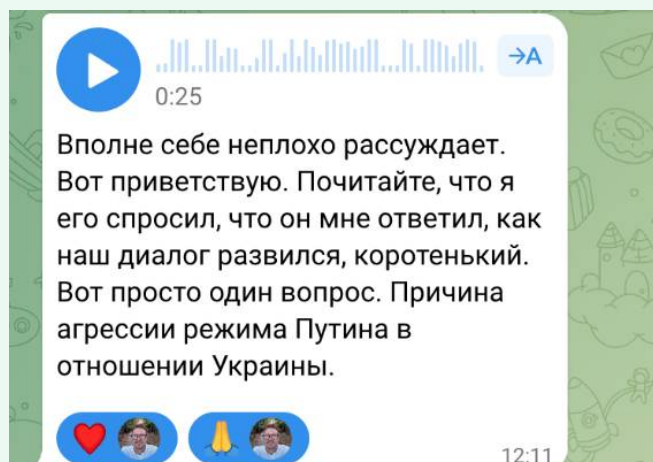 →A
0:25
Вполне себе неплохо рассуждает.
Вот приветствую. Почитайте, что я
его спросил, что он мне ответил, как
наш диалог развился, коротенький.
Вот просто один вопрос. Причина
агрессии режима Путина в
отношении Украины.
12:11